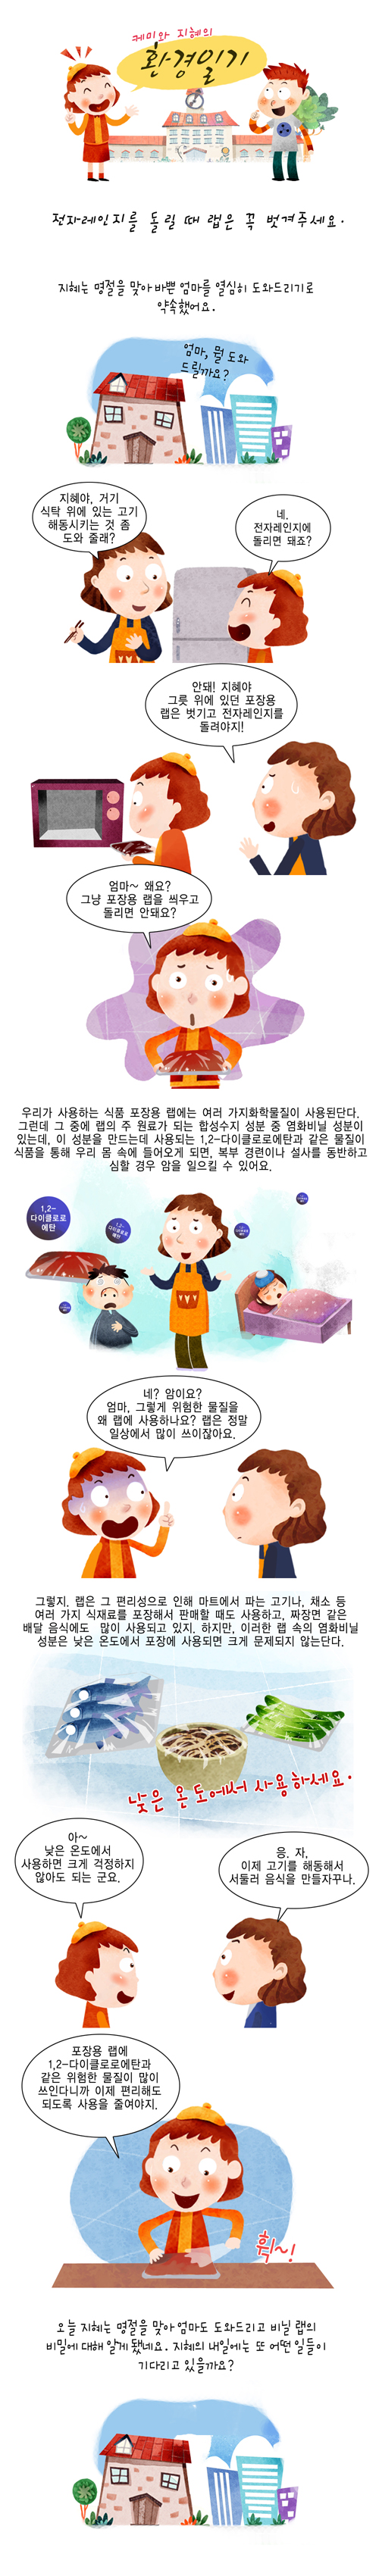 케미와 지혜의
환경일기
전자레인지를 돌릴 때 랩은 꼭 벗겨주세요.
지혜는 명절을 맞아 바쁜 엄마를 열심히 도와드리기로
약속했어요.
엄마, 뭘 도와
드릴까요?
지혜야, 거기
식탁 위에 있는 고기
해동시키는 것 좀
도와 줄래?
네.
전자레인지에
돌리면 돼죠?
안돼! 지혜야
그릇 위에 있던 포장용
랩은 벗기고 전자레인지를
돌려야지!
엄마~ 왜요?
그냥 포장용 랩을 씌우고
돌리면 안돼요?
우리가 사용하는 식품 포장용 랩에는 여러 가지화학물질이 사용된단다.
그런데 그 중에 랩의 주 원료가 되는 합성수지 성분 중 염화비닐 성분이
있는데, 이 성분을 만드는데 사용되는 1,2-다이클로로에탄과 같은 물질이
식품을 통해 우리 몸 속에 들어오게 되면, 복부 경련이나 설사를 동반하고
심할 경우 암을 일으킬 수 있어요.
1,2-
다이클로로
에탄
1,2-
다이클로로
에탄
네? 암이요?
엄마, 그렇게 위험한 물질을
왜 랩에 사용하나요? 랩은 정말
일상에서 많이 쓰이잖아요.
그렇지. 랩은 그 편리성으로 인해 마트에서 파는 고기나, 채소 등
여러 가지 식재료를 포장해서 판매할 때도 사용하고, 짜장면 같은
배달 음식에도 많이 사용되고 있지. 하지만, 이러한 랩 속의 염화비닐
성분은 낮은 온도에서 포장에 사용되면 크게 문제되지 않는단다.
낮은 온도에서 사용하세요.
아~
낮은 온도에서
사용하면 크게 걱정하지
않아도 되는 군요.
응. 자,
이제 고기를 해동해서
서둘러 음식을 만들자꾸나.
포장용 랩에
1,2-다이클로로에탄과
같은 위험한 물질이 많이
쓰인다니까 이제 편리해도
되도록 사용을 줄여야지.
휙~!
오늘 지혜는 명절을 맞아 엄마도 도와드리고 비닐 랩의
비밀에 대해 알게 됐네요. 지혜의 내일에는 또 어떤 일들이
기다리고 있을까요?